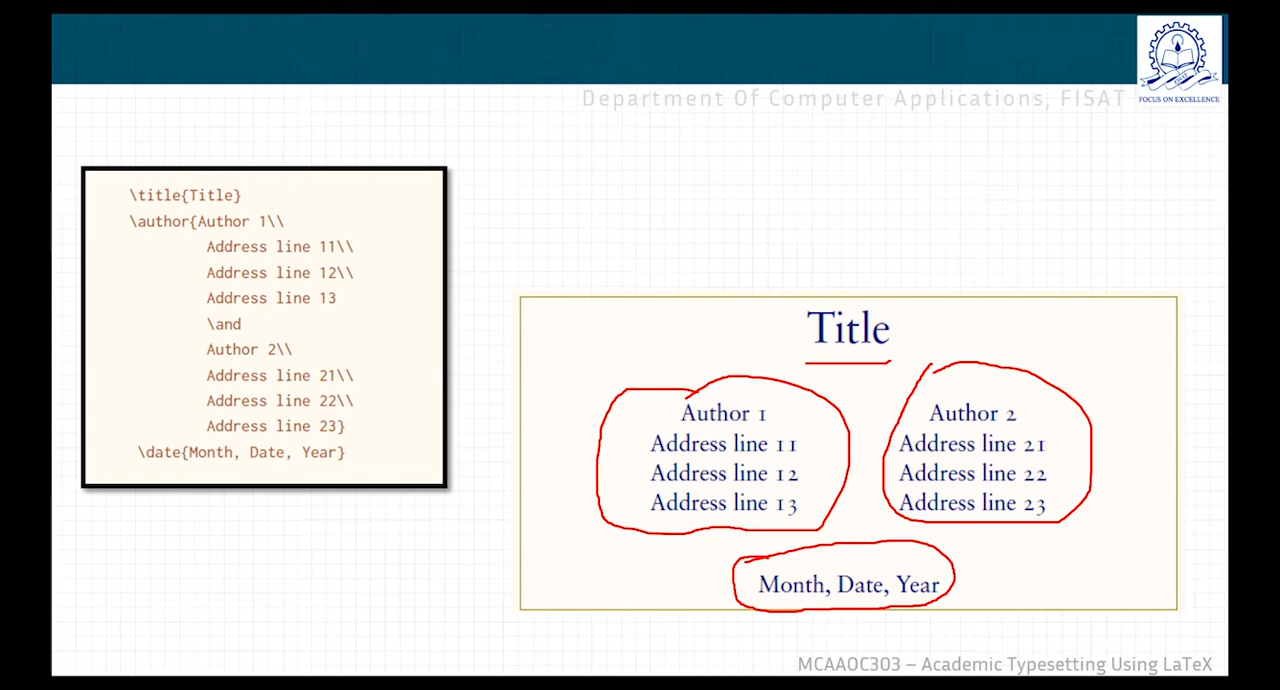 FOCUS ON EXCELLENCE
Department Of Computer Applications, FISAT
\title{Title}
\author{Author 1\\
Address line 11\\
Address line 12\\
Address line 13
\and
Author 2\\
Address line 21\\
Address line 22\\
Address line 23}
\date{Month, Date, Year}
Title
Author 1
Address line 11
Address line 12
Address line 13
Author 2
Address line 21
Address line 22
Address line 23
Month, Date, Year
MCAAOC303 – Academic Typesetting Using LaTeX